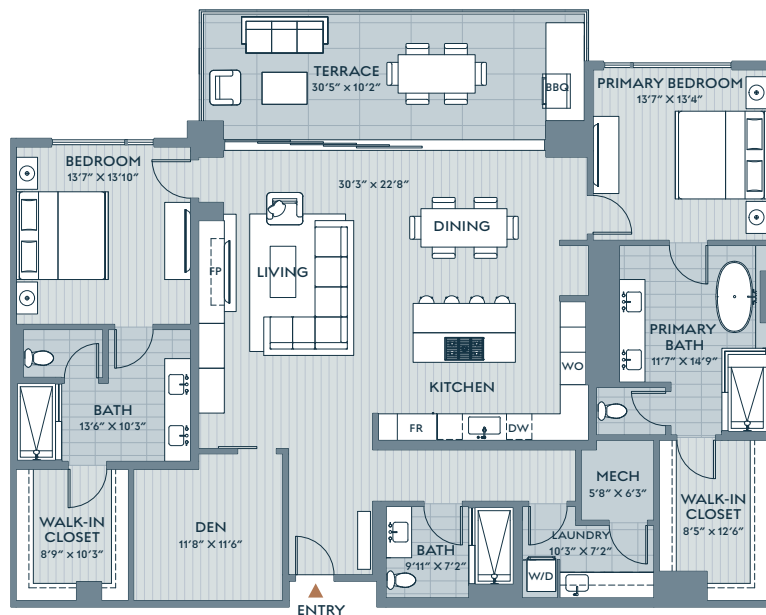 TERRACE
30'5" X 10'2"
BBQ
PRIMARY BEDROOM
13'7" X 13'4"
BEDROOM
13'7" X 13'10"
30'3" X 22'8"
DINING
FP
LIVING
PRIMARY
BATH
11'7" X 14'9"
WO
KITCHEN
BATH
13'6" X 10'3"
FR
DW
MECH
5'8" X 6'3"
WALK-IN
CLOSET
8'9" X 10'3"
DEN
11'8" X 11'6"
WALK-IN
CLOSET
8'5" X 12'6"
BATH
9'11" X 7'2"
LAUNDRY
10'3" X 7'2"
W/D
ENTRY